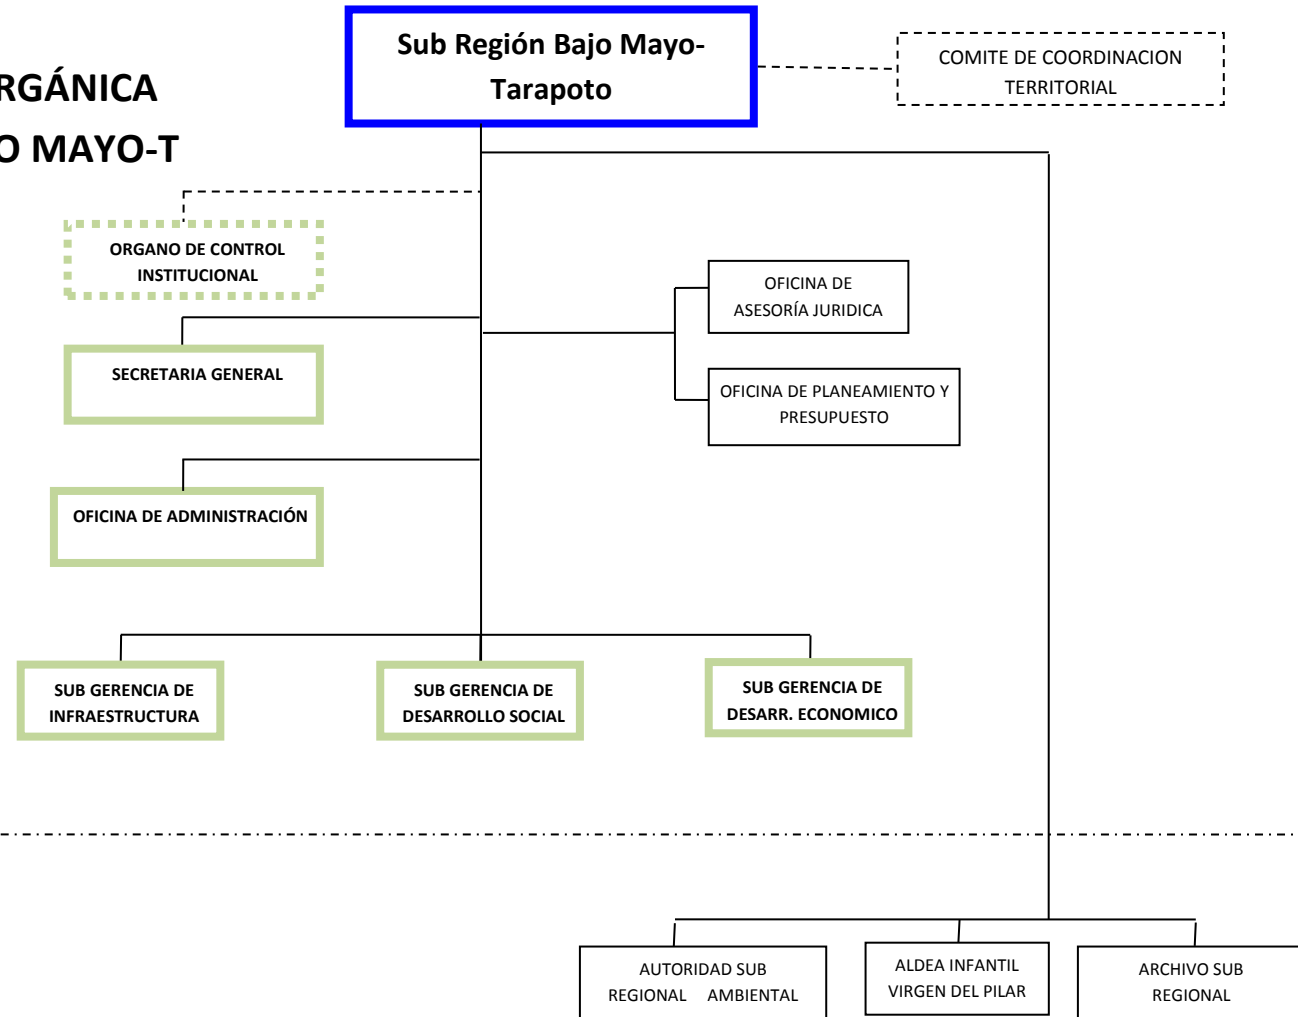 Sub Región Bajo Mayo-
Tarapoto
COMITE DE COORDINACION
TERRITORIAL
RGÁNICA
O MAYO-T
ORGANO DE CONTROL
INSTITUCIONAL
OFICINA DE
ASESORÍA JURIDICA
SECRETARIA GENERAL
OFICINA DE PLANEAMIENTO Y
PRESUPUESTO
OFICINA DE ADMINISTRACIÓN
SUB GERENCIA DE
INFRAESTRUCTURA
SUB GERENCIA DE
DESARROLLO SOCIAL
SUB GERENCIA DE
DESARR. ECONOMICO
AUTORIDAD SUB
REGIONAL AMBIENTAL
ALDEA INFANTIL
VIRGEN DEL PILAR
ARCHIVO SUB
REGIONAL